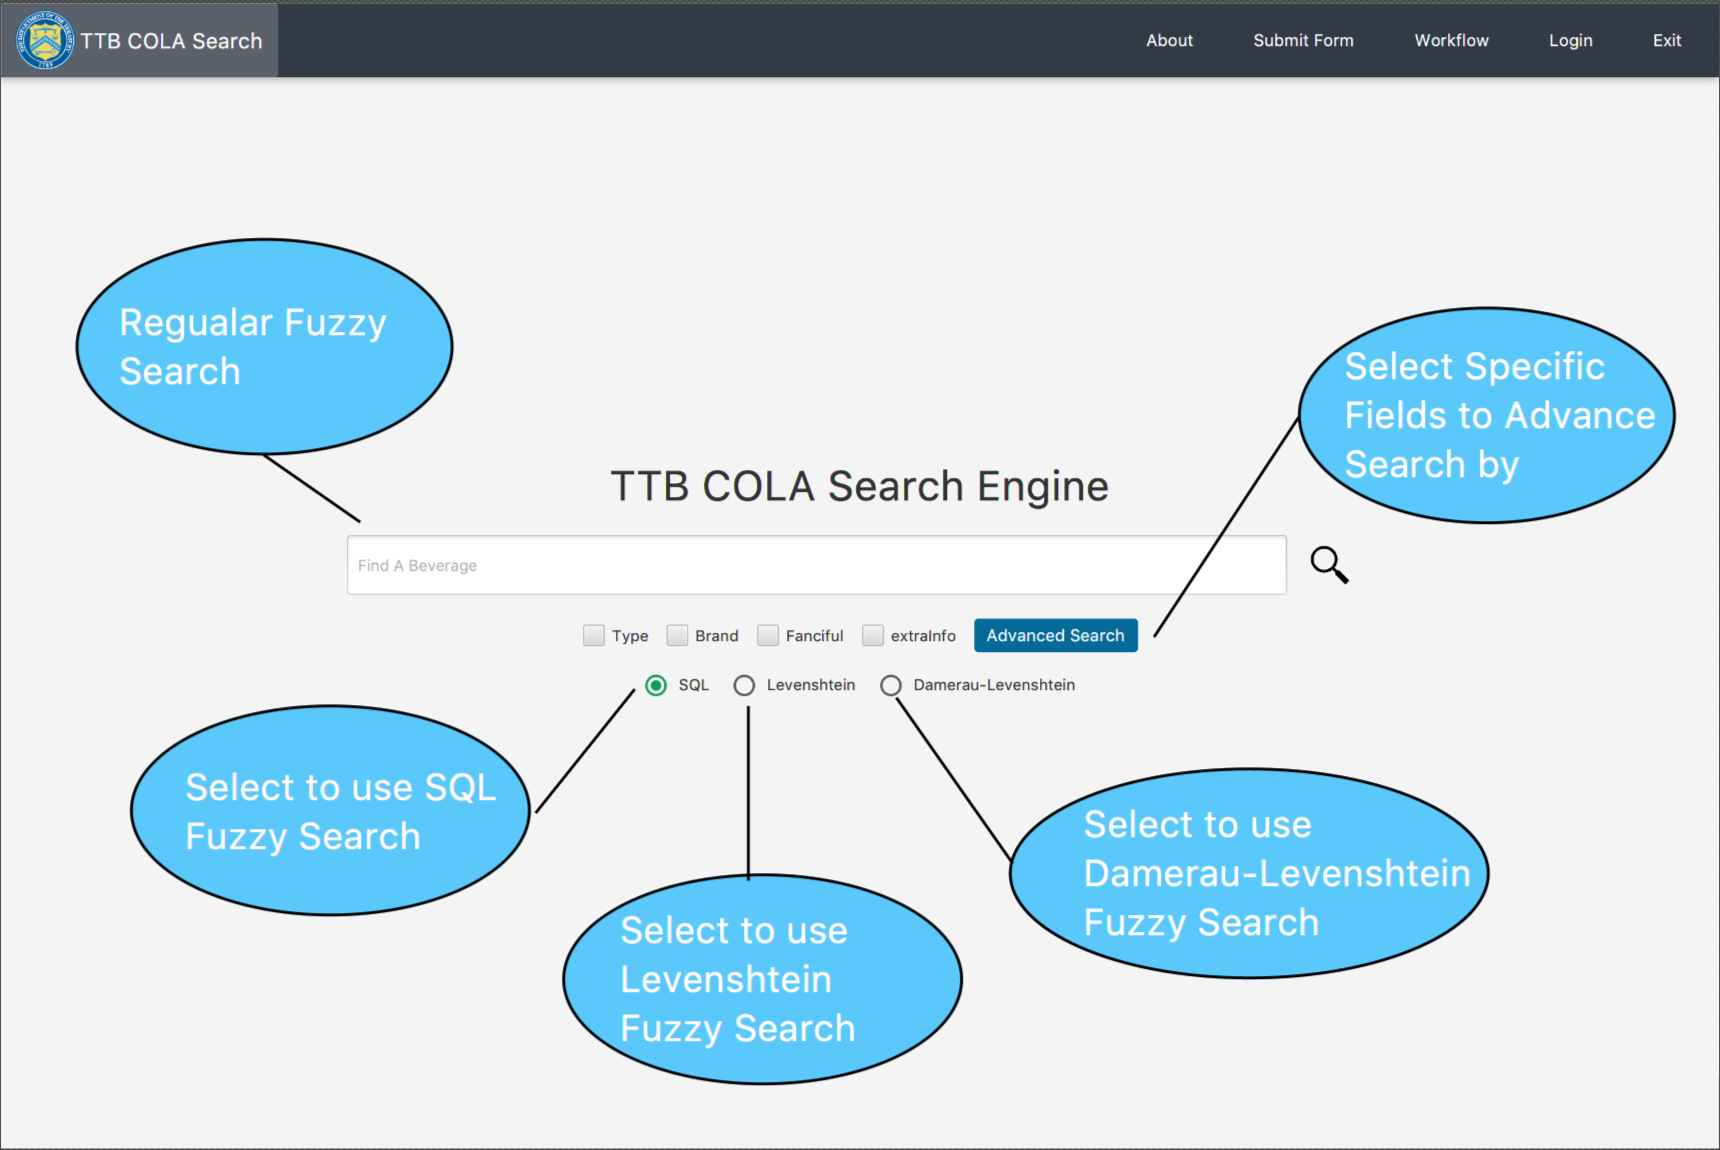 TTB COLA Search
About
Submit Form
Workflow
Login
Exit
Regualar Fuzzy
Search
Select Specific
Fields to Advance
Search by
TTB COLA Search Engine
Find A Beverage
Type
Brand
Fanciful
extraInfo
Advanced Search
SQL
Levenshtein
Damerau-Levenshtein
Select to use SQL
Fuzzy Search
Select to use
Levenshtein
Fuzzy Search
Select to use
Damerau-Levenshtein
Fuzzy Search